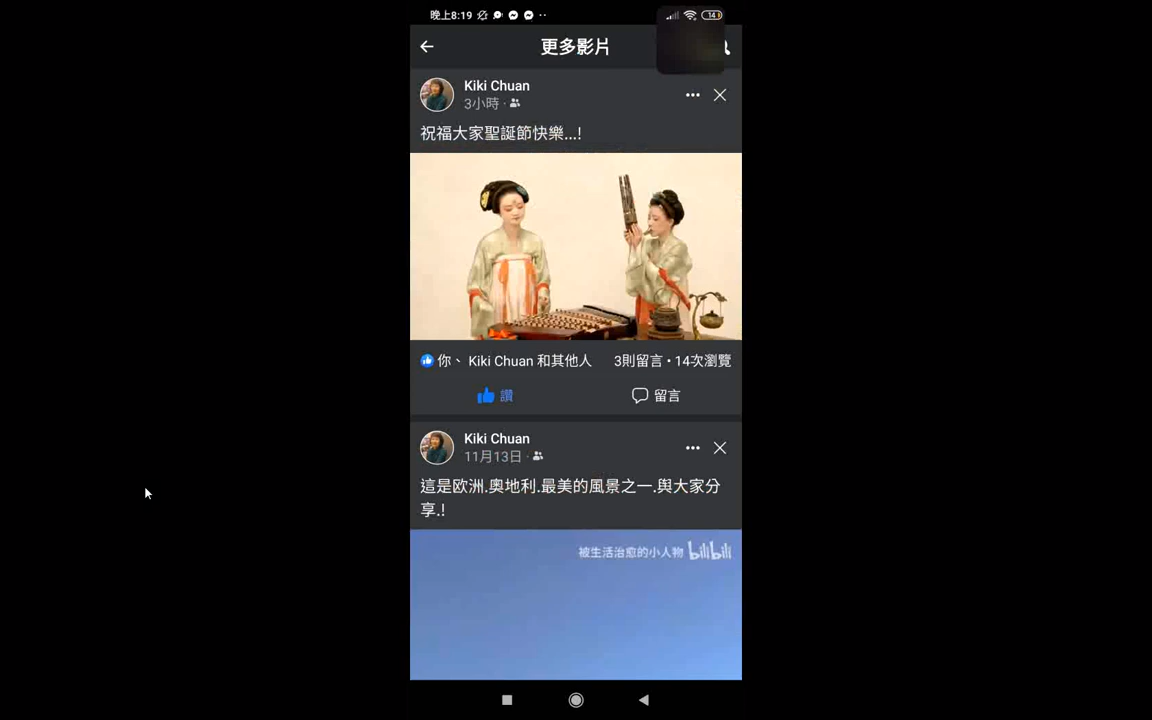 晚上8:19
14
更多影片
Kiki Chuan
3小時
祝福大家聖誕節快樂...!
你、 Kiki Chuan 和其他人 3則留言 • 14次瀏覽
讚 留言
Kiki Chuan
11月13日
這是欧洲.奧地利.最美的風景之一.與大家分
享.!
被生活治愈的小人物 bilibili